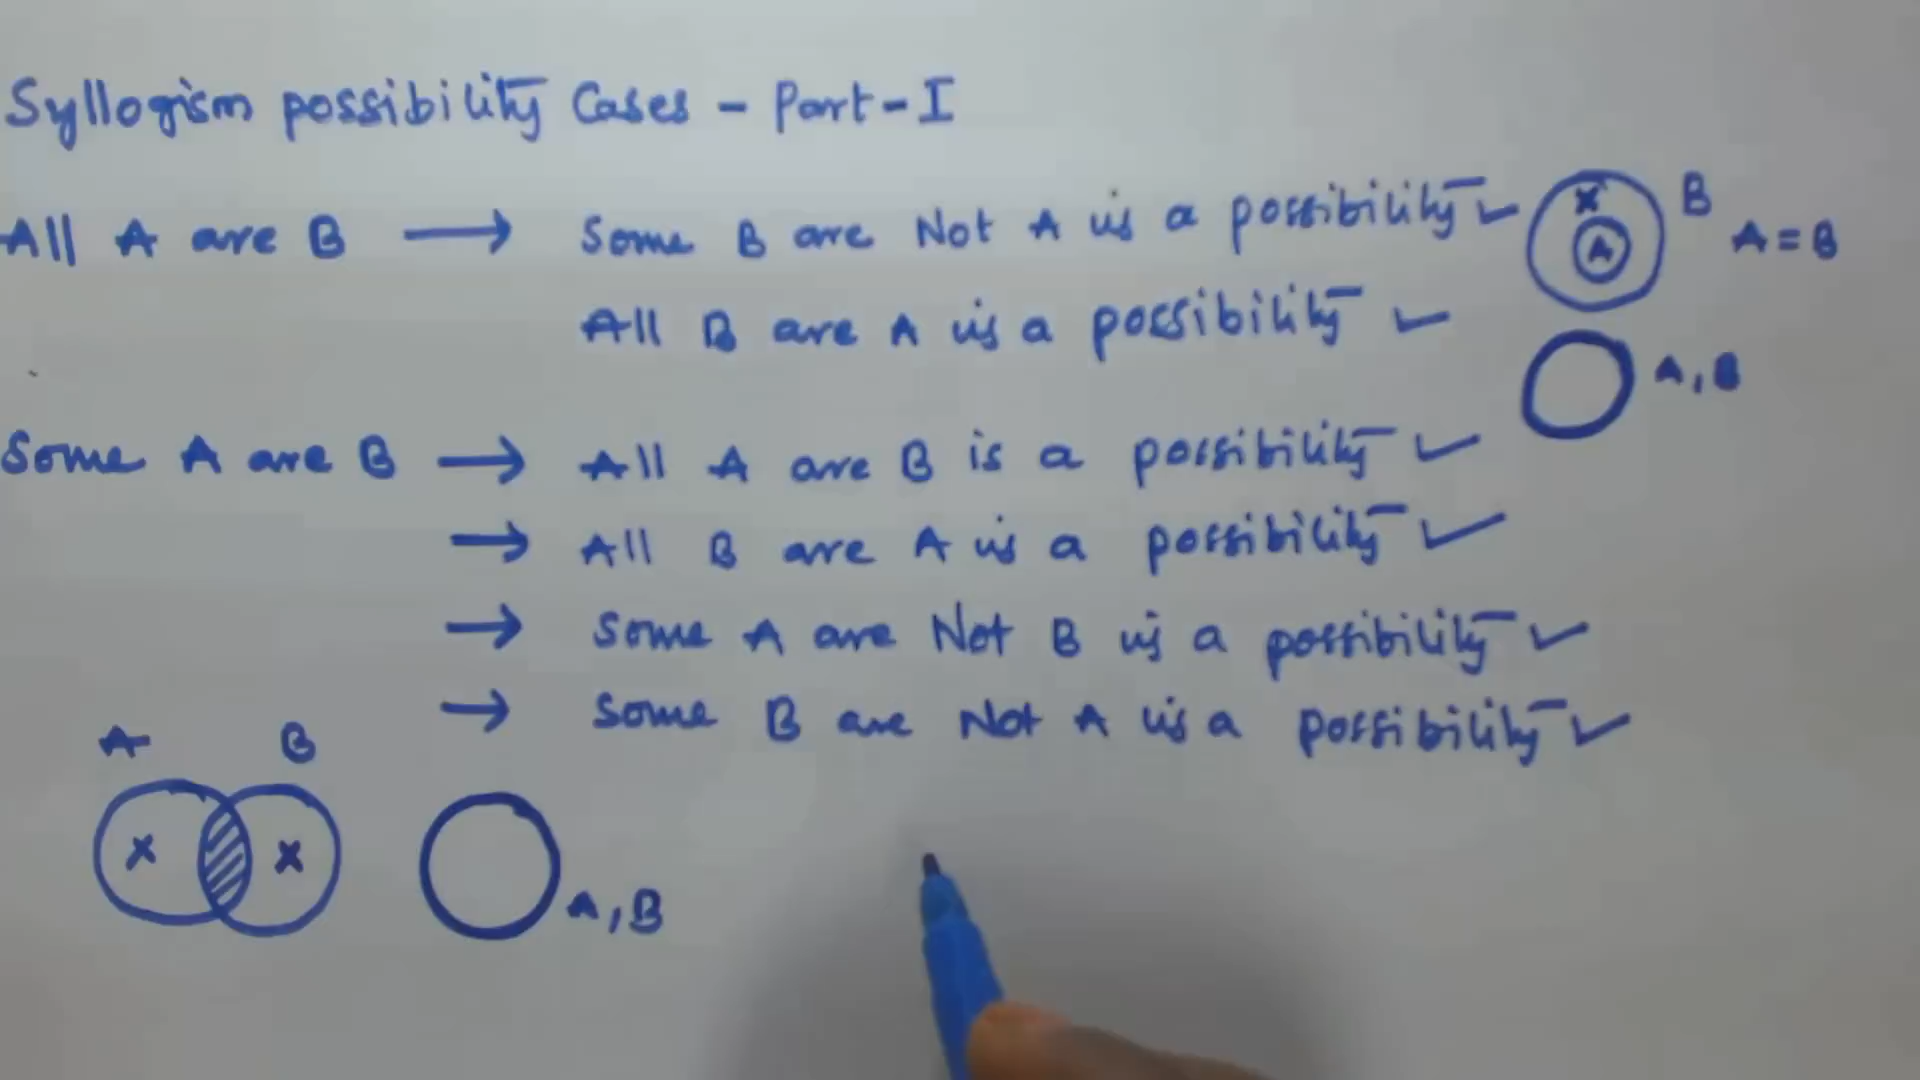 Syllogism possibility Cases - Part-I
All A are B → Some B are Not A is a possibility ✓
All B are A is a possibility ✓
X
A
B
A = B
A, B
Some A are B → All A are B is a possibility ✓
→ All B are A is a possibility ✓
→ Some A are Not B is a possibility ✓
→ Some B are Not A is a possibility ✓
A B
X X
A, B